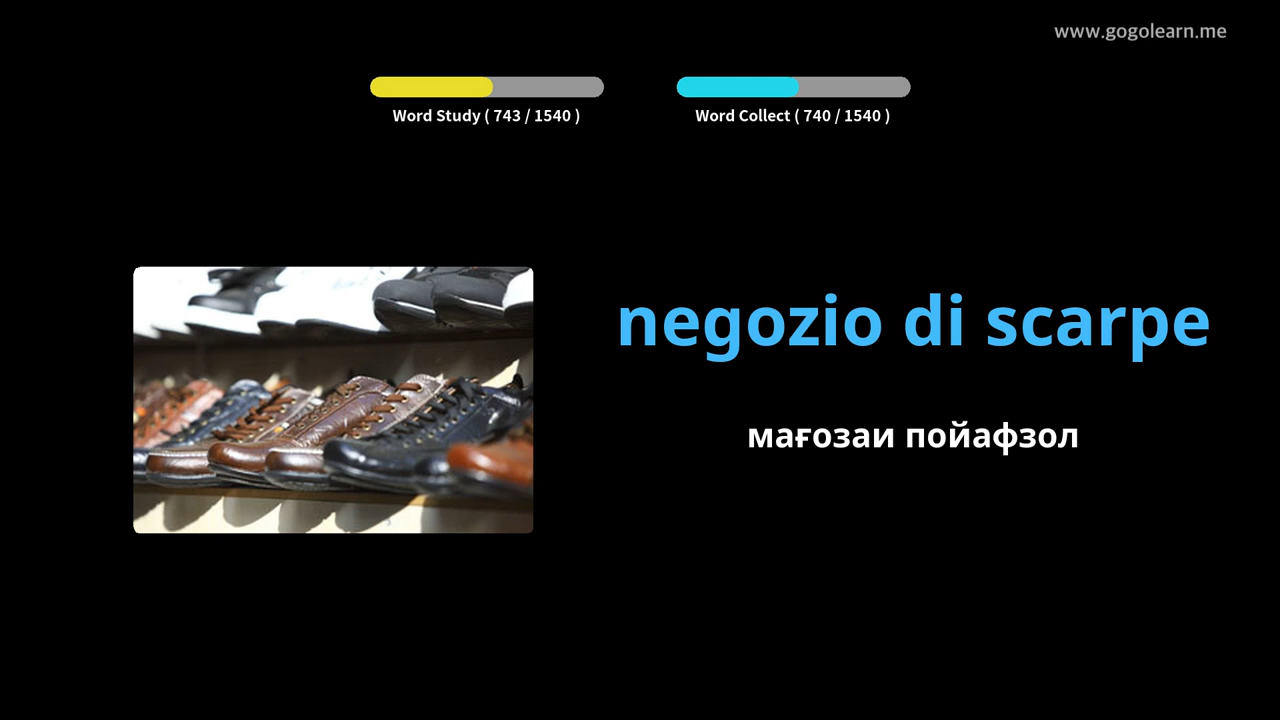 www.gogolearn.me
Word Study ( 743 / 1540 )
Word Collect ( 740 / 1540 )
negozio di scarpe
мағозаи пойафзол